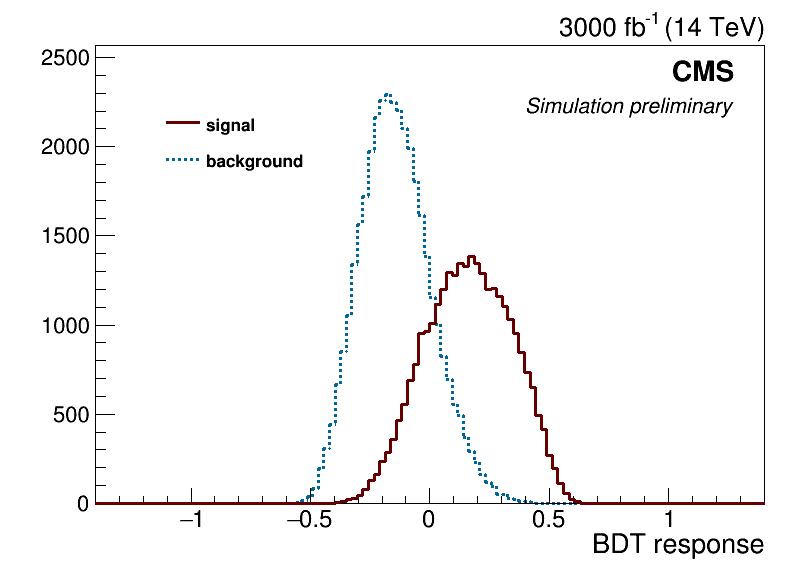 3000 fb-1 (14 TeV)
2500
CMS
Simulation preliminary
signal
2000
background
1500
1000
500
0
−1 −0.5 0 0.5 1
BDT response